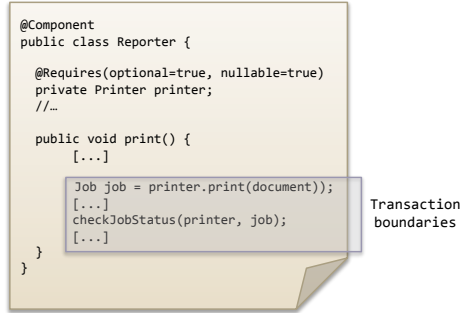 @Component
public class Reporter {
@Requires(optional=true, nullable=true)
private Printer printer;
//…
public void print() {
[...]
Job job = printer.print(document));
[...]
checkJobStatus(printer, job);
[...]
}
}
Transaction
boundaries